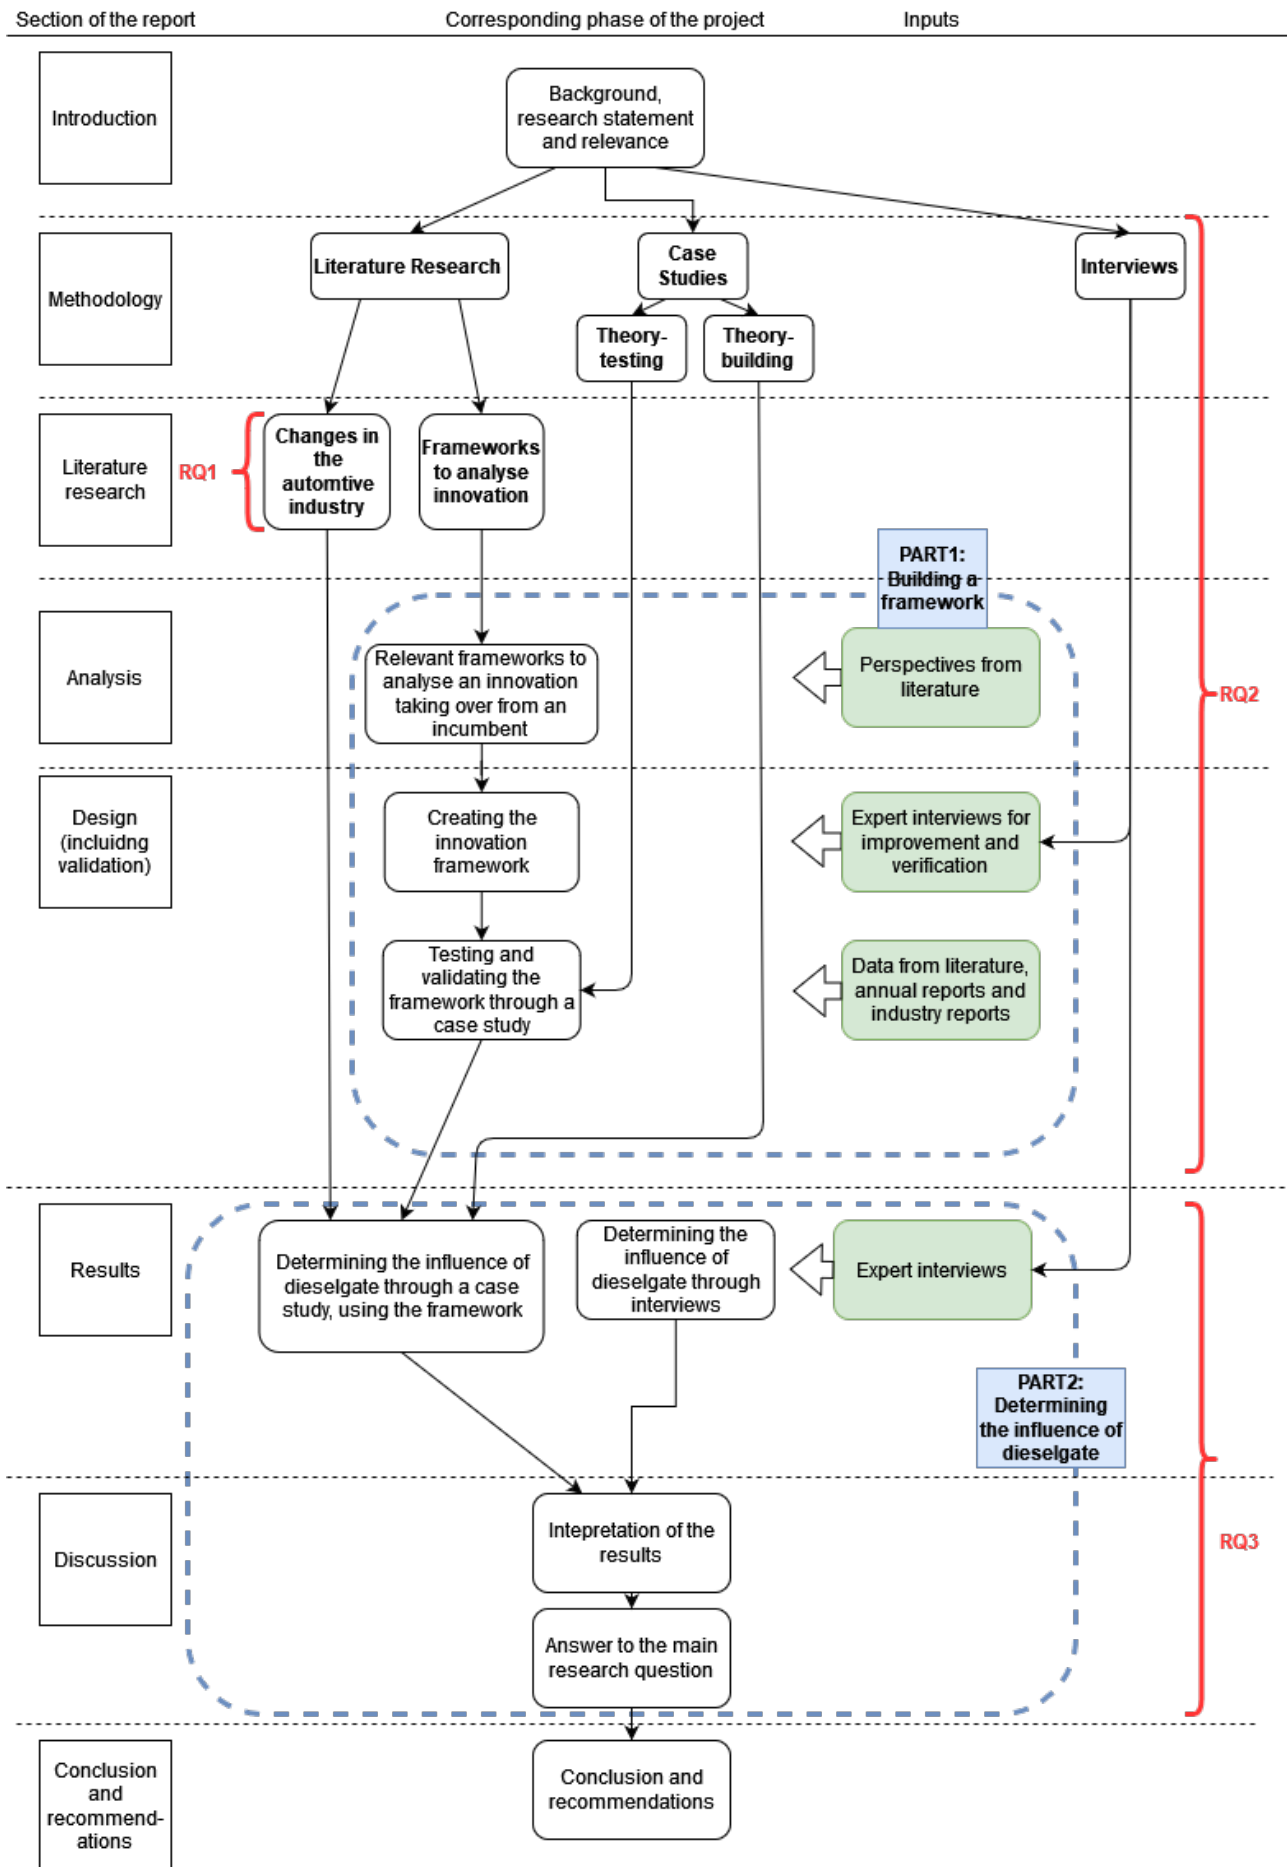 Section of the report
Corresponding phase of the project
Inputs
Introduction
Background,
research statement
and relevance
Methodology
Literature Research
Case
Studies
Interviews
Theory-
testing
Theory-
building
Literature
research
RQ1
Changes in
the
automtive
industry
Frameworks
to analyse
innovation
PART1:
Building a
framework
Analysis
Relevant frameworks to
analyse an innovation
taking over from an
incumbent
Perspectives from
literature
RQ2
Design
(incluidng
validation)
Creating the
innovation
framework
Expert interviews for
improvement and
verification
Testing and
validating the
framework through a
case study
Data from literature,
annual reports and
industry reports
Results
Determining the influence of
dieselgate through a case
study, using the framework
Determining the
influence of
dieselgate through
interviews
Expert interviews
PART2:
Determining
the influence of
dieselgate
Discussion
Intepretation of the
results
RQ3
Answer to the main
research question
Conclusion
and
recommend-
ations
Conclusion and
recommendations